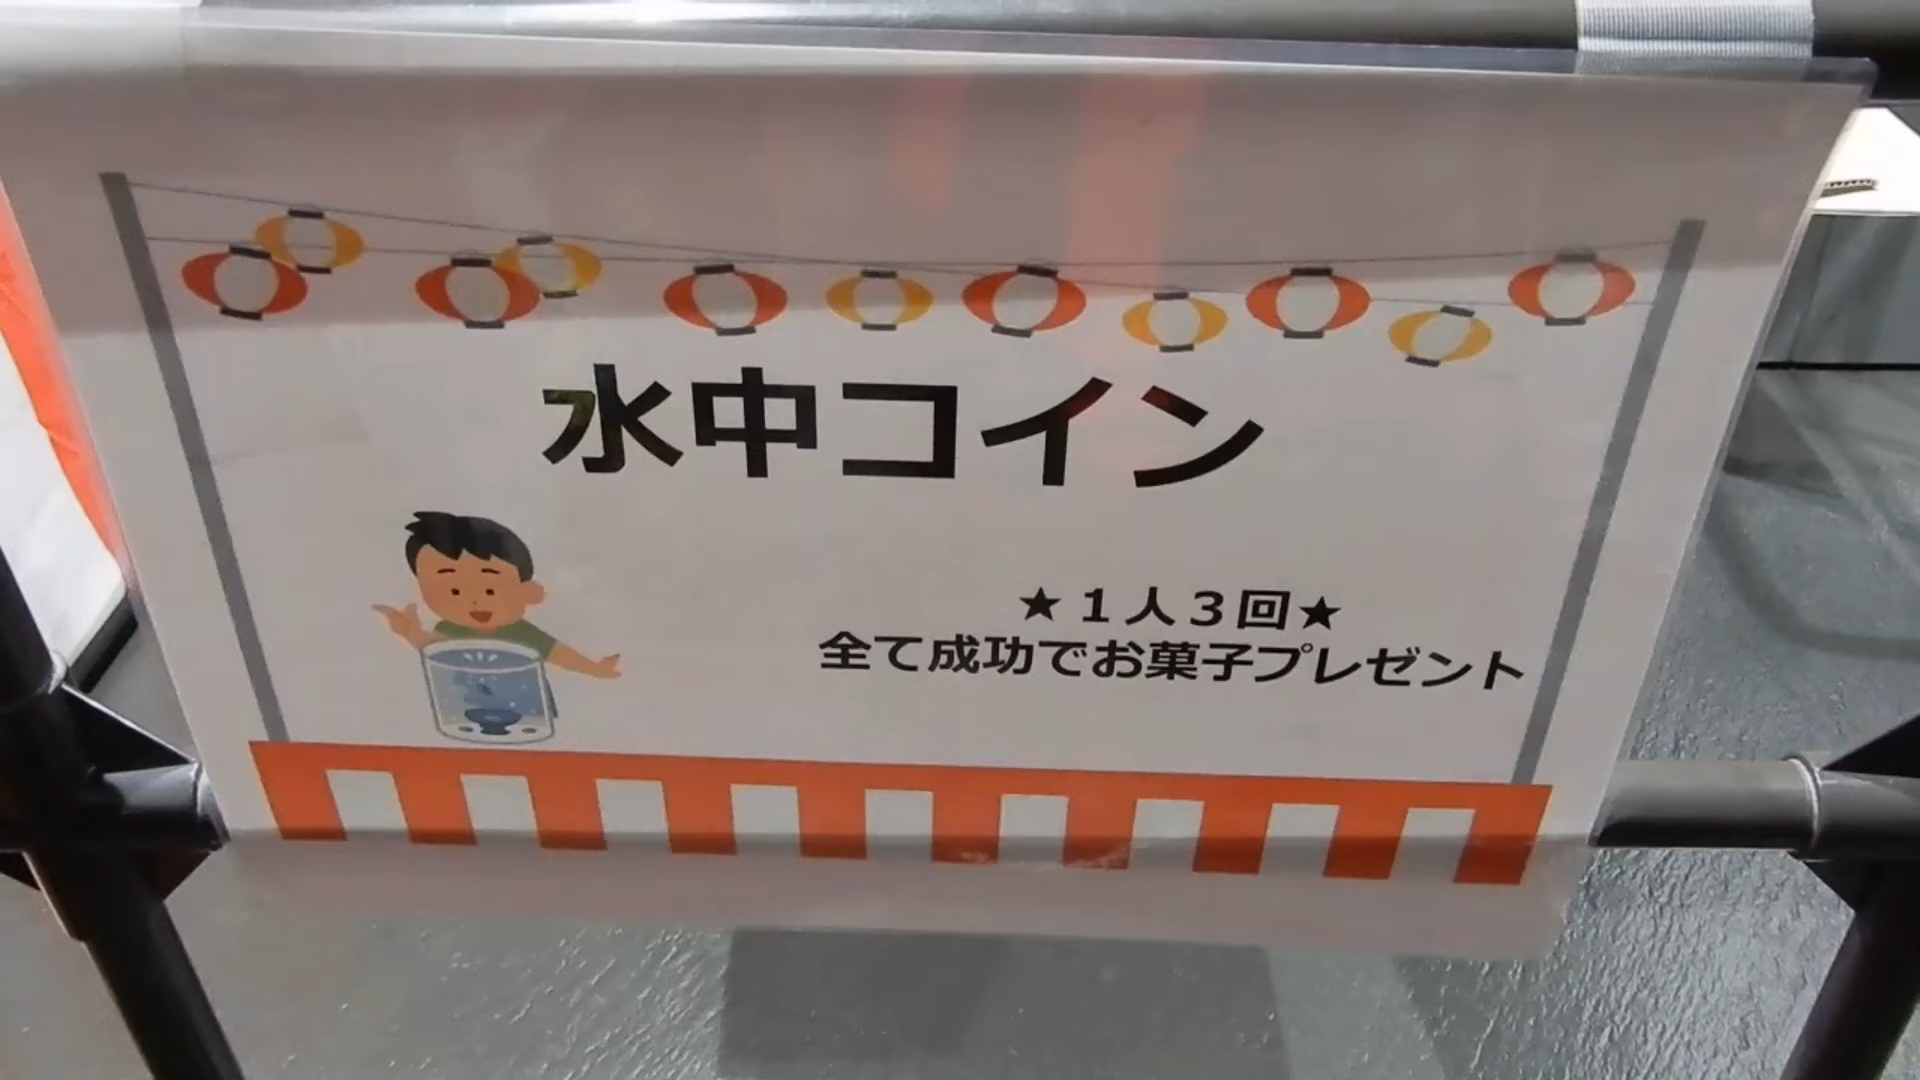 水中コイン
★１人３回★
全て成功でお菓子プレゼント